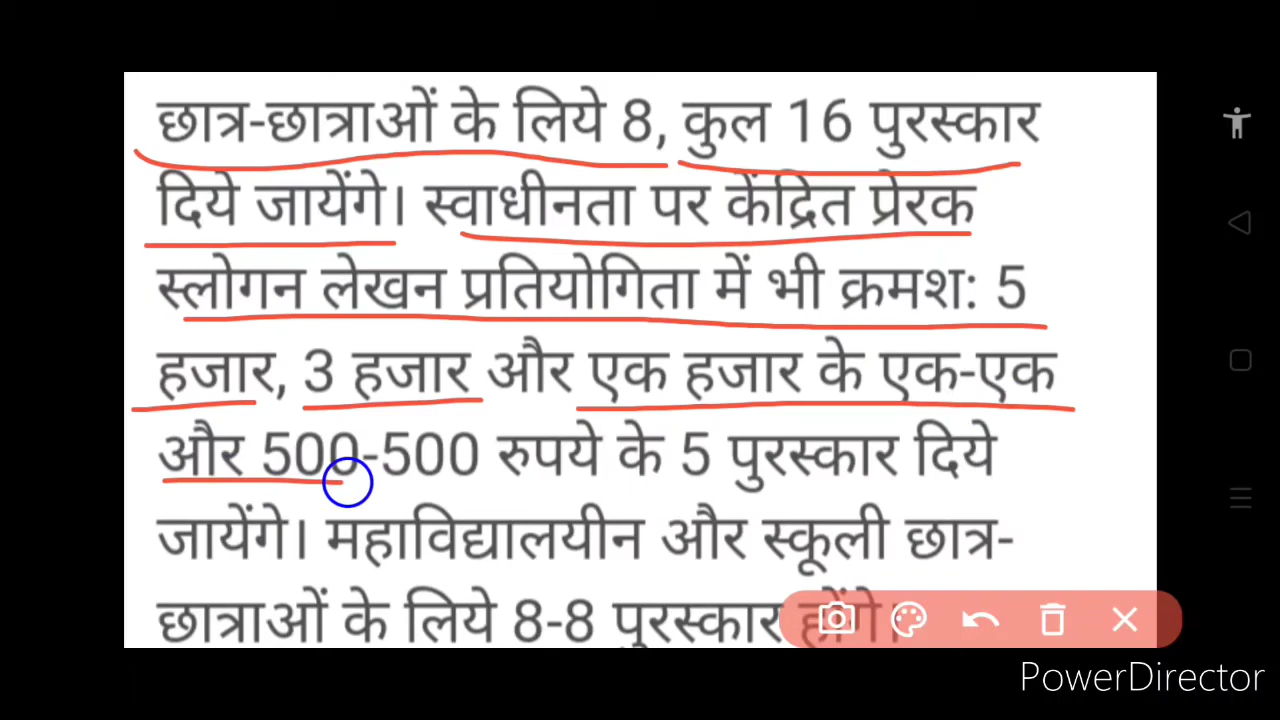 छात्र-छात्राओं के लिये 8, कुल 16 पुरस्कार
दिये जायेंगे। स्वाधीनता पर केंद्रित प्रेरक
स्लोगन लेखन प्रतियोगिता में भी क्रमश: 5
हजार, 3 हजार और एक हजार के एक-एक
और 500-500 रुपये के 5 पुरस्कार दिये
जायेंगे। महाविद्यालयीन और स्कूली छात्र-
छात्राओं के लिये 8-8 पुरस्कार होंगे।
PowerDirector